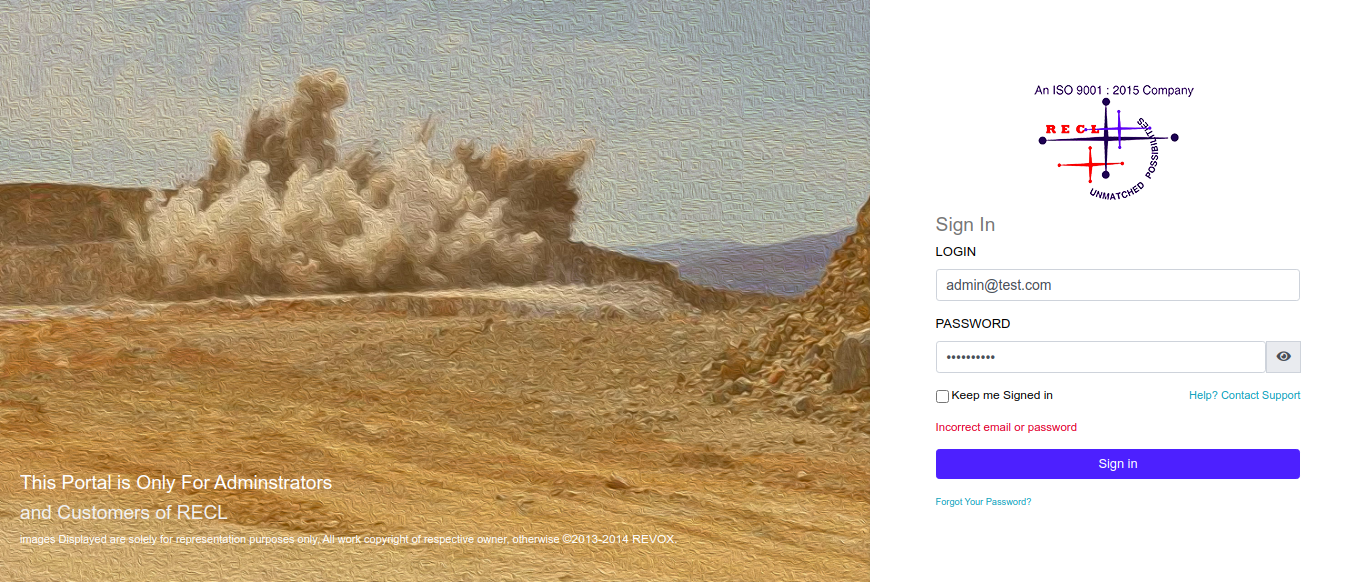 This Portal is Only For Adminstrators
and Customers of RECL
images Displayed are solely for representation purposes only, All work copyright of respective owner, otherwise ©2013-2014 REVOX.
An ISO 9001 : 2015 Company
RECL
UNMATCHED POSSIBILITIES
Sign In
LOGIN
admin@test.com
PASSWORD
••••••••••
Keep me Signed in
Help? Contact Support
Incorrect email or password
Sign in
Forgot Your Password?